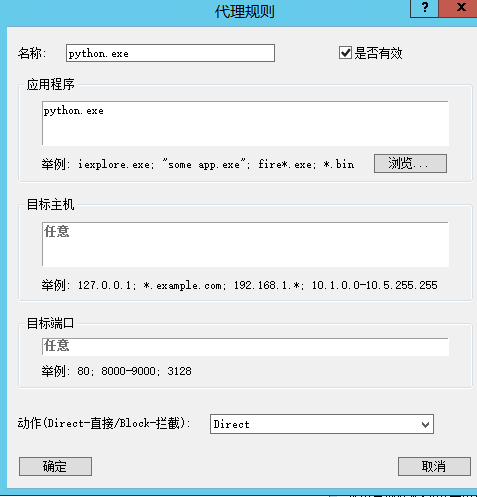 代理规则
? X
名称: python.exe
是否有效
应用程序
python.exe
举例: iexplore.exe; "some app.exe"; fire*.exe; *.bin
浏览...
目标主机
任意
举例: 127.0.0.1; *.example.com; 192.168.1.*; 10.1.0.0-10.5.255.255
目标端口
任意
举例: 80; 8000-9000; 3128
动作(Direct-直接/Block-拦截): Direct
确定 取消